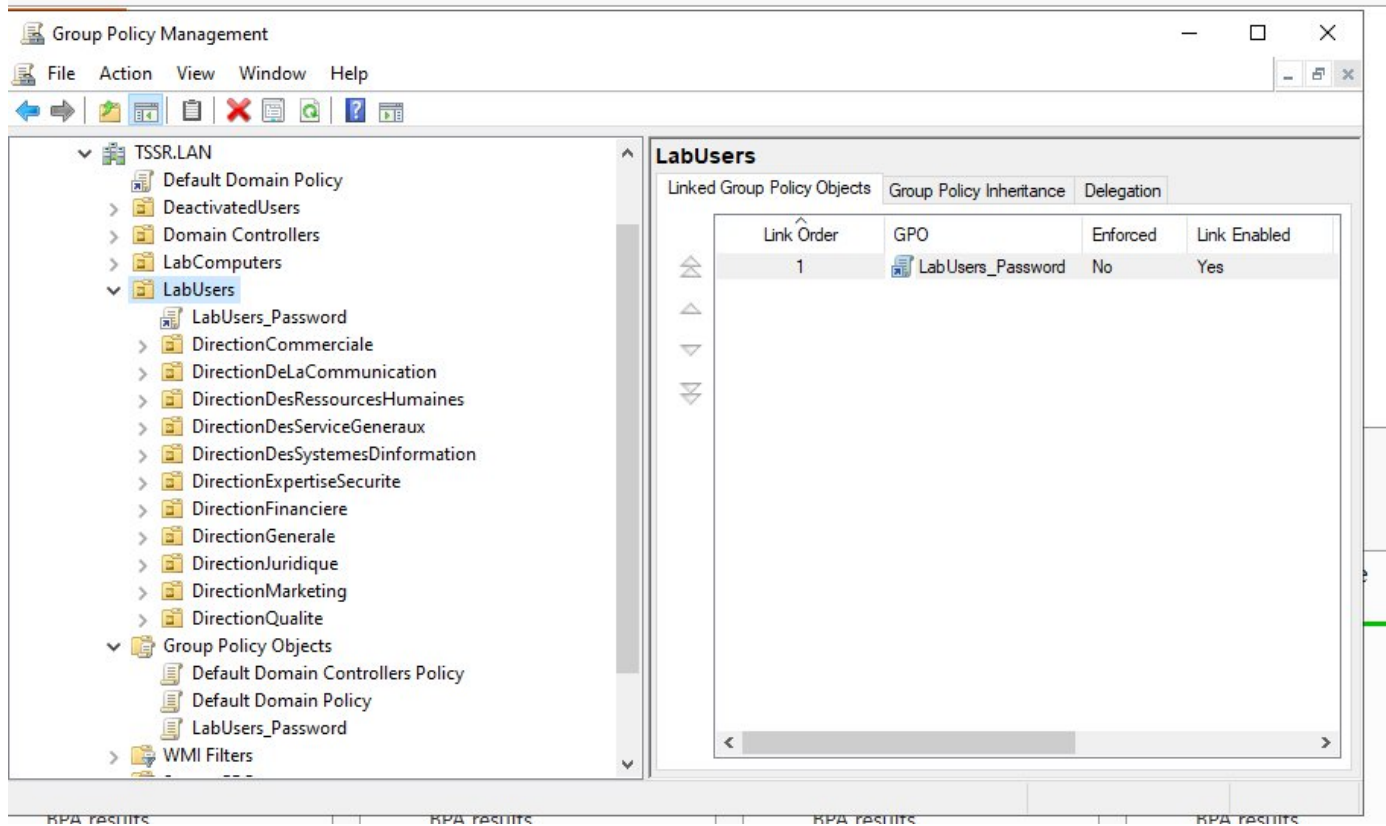 Group Policy Management
File Action View Window Help
TSSR.LAN
Default Domain Policy
DeactivatedUsers
Domain Controllers
LabComputers
LabUsers
LabUsers_Password
DirectionCommerciale
DirectionDeLaCommunication
DirectionDesRessourcesHumaines
DirectionDesServiceGeneraux
DirectionDesSystemesDinformation
DirectionExpertiseSecurite
DirectionFinanciere
DirectionGenerale
DirectionJuridique
DirectionMarketing
DirectionQualite
Group Policy Objects
Default Domain Controllers Policy
Default Domain Policy
LabUsers_Password
WMI Filters
LabUsers
Linked Group Policy Objects Group Policy Inheritance Delegation
Link Order GPO Enforced Link Enabled
1 LabUsers_Password No Yes
BPA results BPA results BPA results BPA results